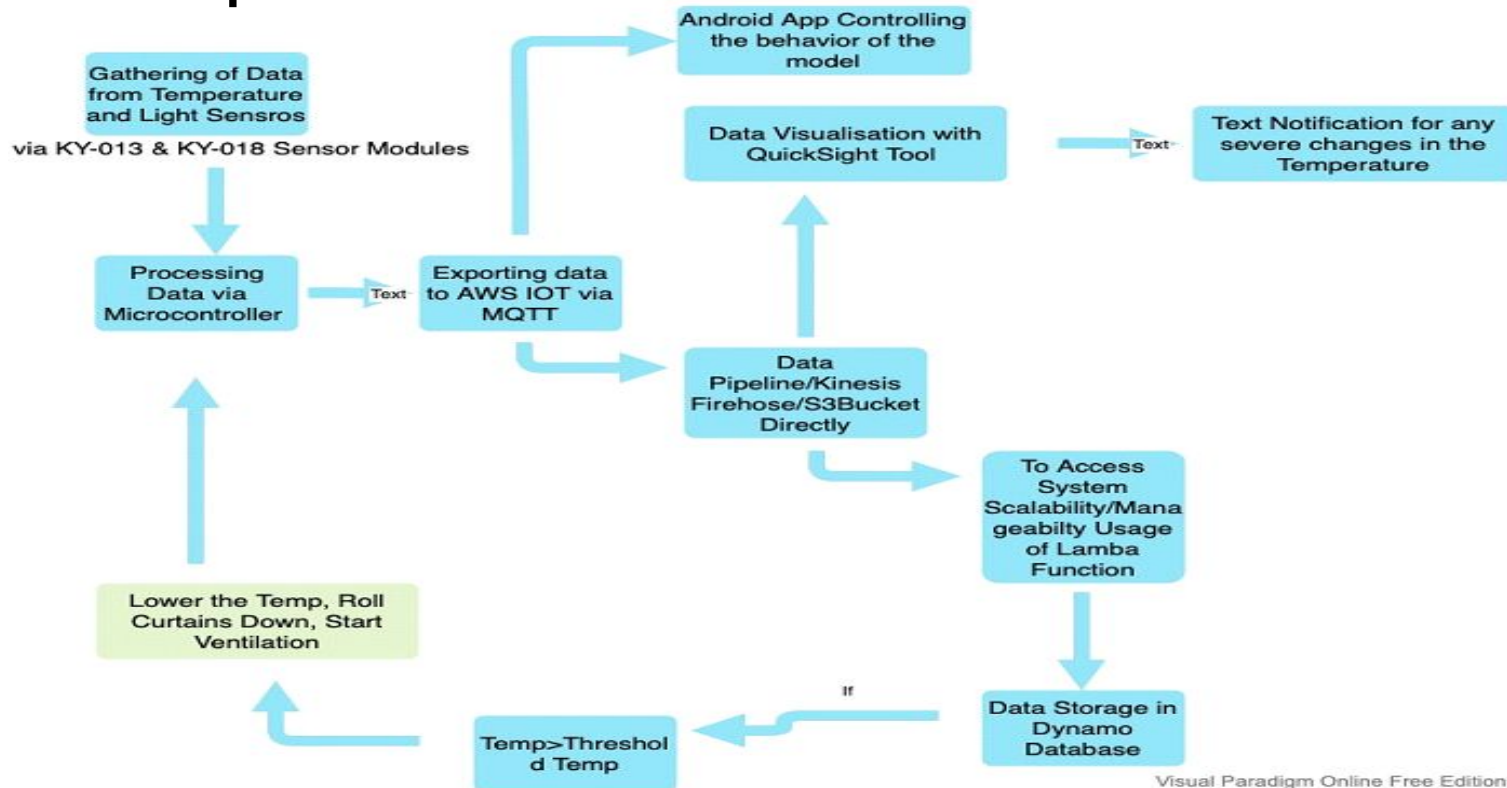 Android App Controlling
the behavior of the
model
Gathering of Data
from Temperature
and Light Sensros
via KY-013 & KY-018 Sensor Modules
Data Visualisation with
QuickSight Tool
Text
Text Notification for any
severe changes in the
Temperature
Processing
Data via
Microcontroller
Text
Exporting data
to AWS IOT via
MQTT
Data
Pipeline/Kinesis
Firehose/S3Bucket
Directly
To Access
System
Scalability/Mana
geabilty Usage
of Lamba
Function
Lower the Temp, Roll
Curtains Down, Start
Ventilation
If
Temp>Threshol
d Temp
Data Storage in
Dynamo
Database
Visual Paradigm Online Free Edition